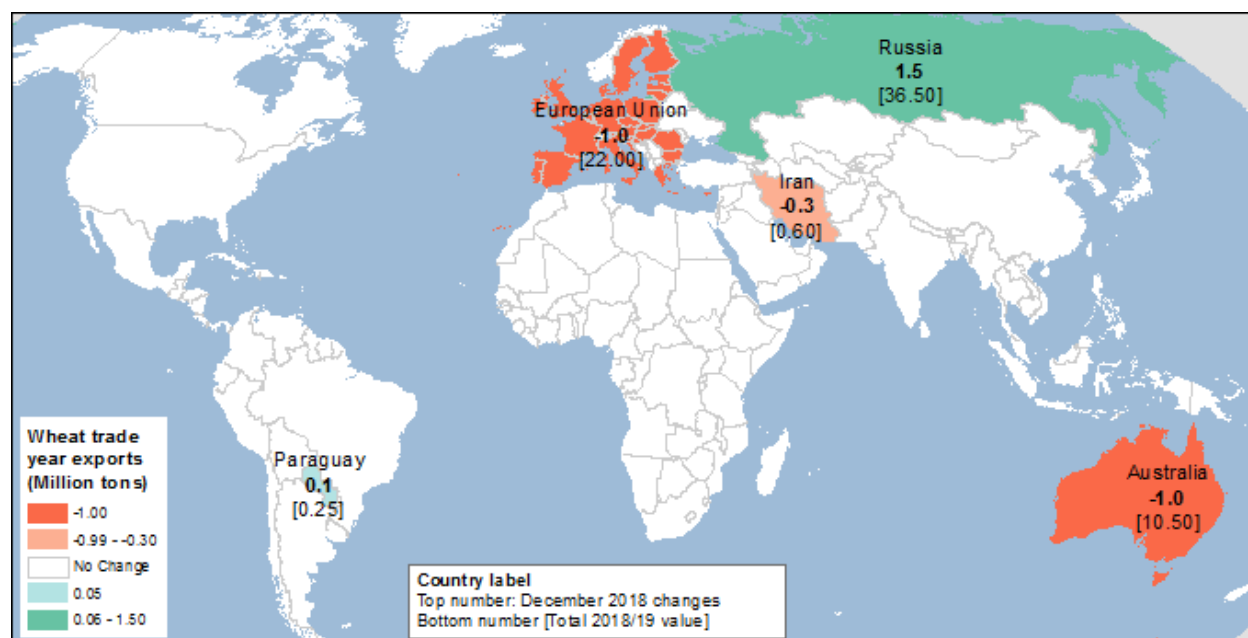 Russia
1.5
[36.50]
European Union
-1.0
[22.00]
Iran
-0.3
[0.60]
Wheat trade
year exports
(Million tons)
-1.00
-0.99 - -0.30
No Change
0.05
0.06 - 1.50
Paraguay
0.1
[0.25]
Australia
-1.0
[10.50]
Country label
Top number: December 2018 changes
Bottom number [Total 2018/19 value]